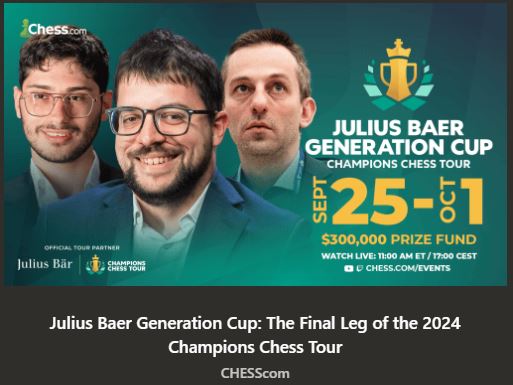 Chess.com
JULIUS BAER
GENERATION CUP
CHAMPIONS CHESS TOUR
SEPT 25-OCT 1
$300,000 PRIZE FUND
WATCH LIVE: 11:00 AM ET / 17:00 CEST
CHESS.COM/EVENTS
OFFICIAL TOUR PARTNER
Julius Bär
CHAMPIONS
CHESS TOUR
Julius Baer Generation Cup: The Final Leg of the 2024
Champions Chess Tour
CHESScom